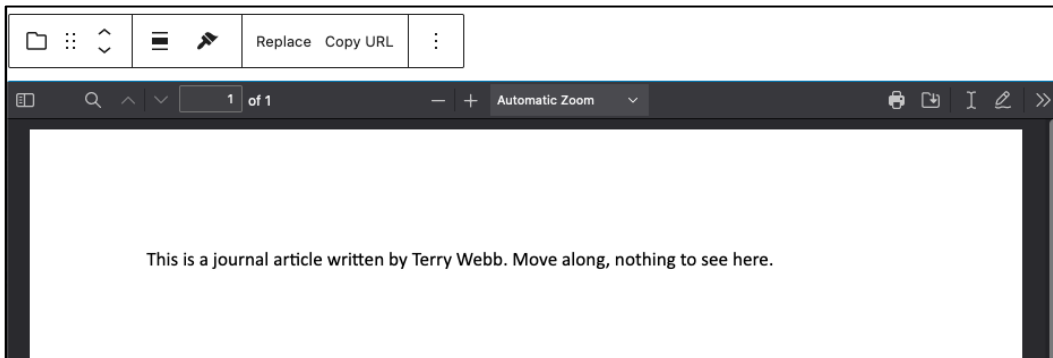 Replace Copy URL
1 of 1 Automatic Zoom
This is a journal article written by Terry Webb. Move along, nothing to see here.